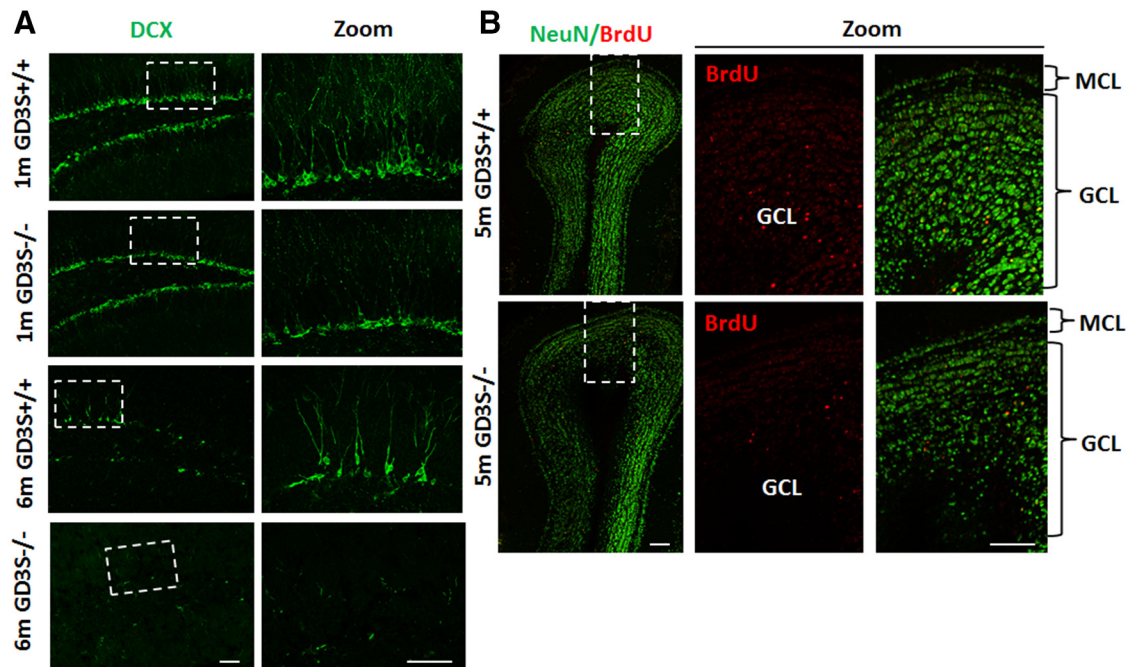 A
DCX
Zoom
1m GD3S+/+
1m GD3S-/-
6m GD3S+/+
6m GD3S-/-
B
NeuN/BrdU
Zoom
5m GD3S+/+
BrdU
GCL
MCL
GCL
5m GD3S-/-
BrdU
GCL
MCL
GCL